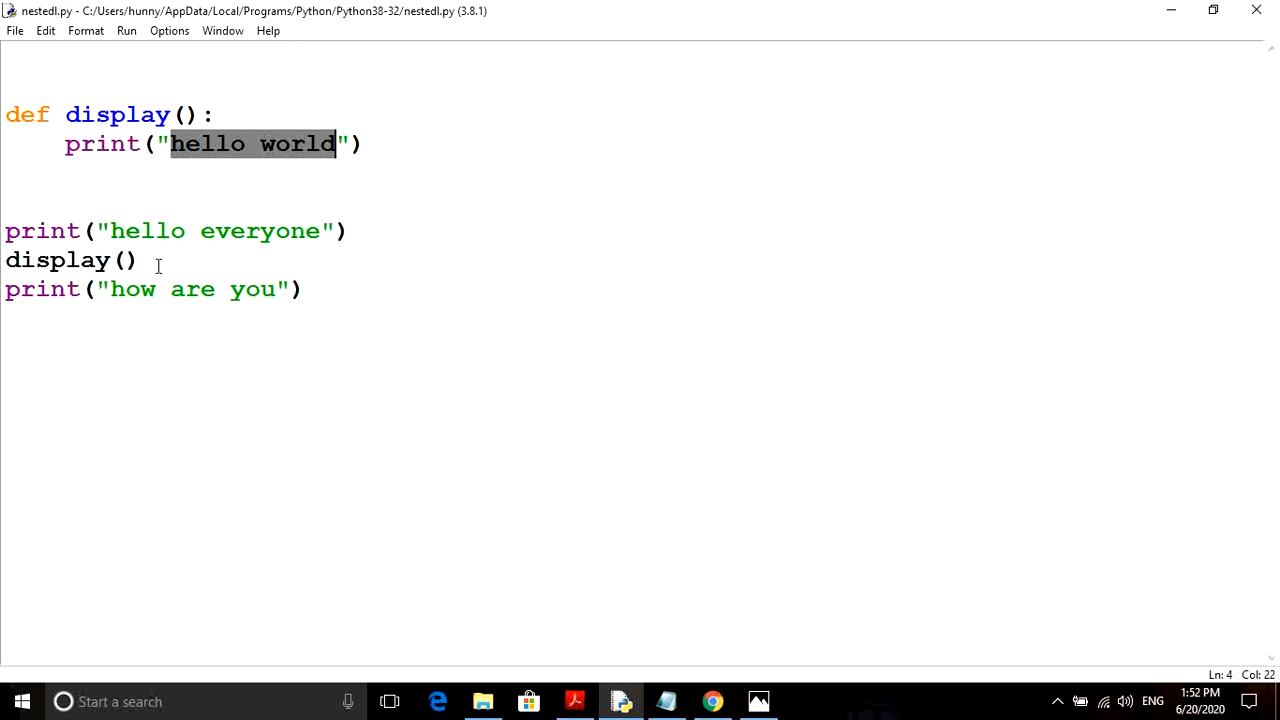 nestedl.py - C:/Users/hunny/AppData/Local/Programs/Python/Python38-32/nestedl.py (3.8.1)
File Edit Format Run Options Window Help
def display():
    print("hello world")
print("hello everyone")
display()
print("how are you")
Ln: 4 Col: 22
Start a search
ENG
1:52 PM
6/20/2020